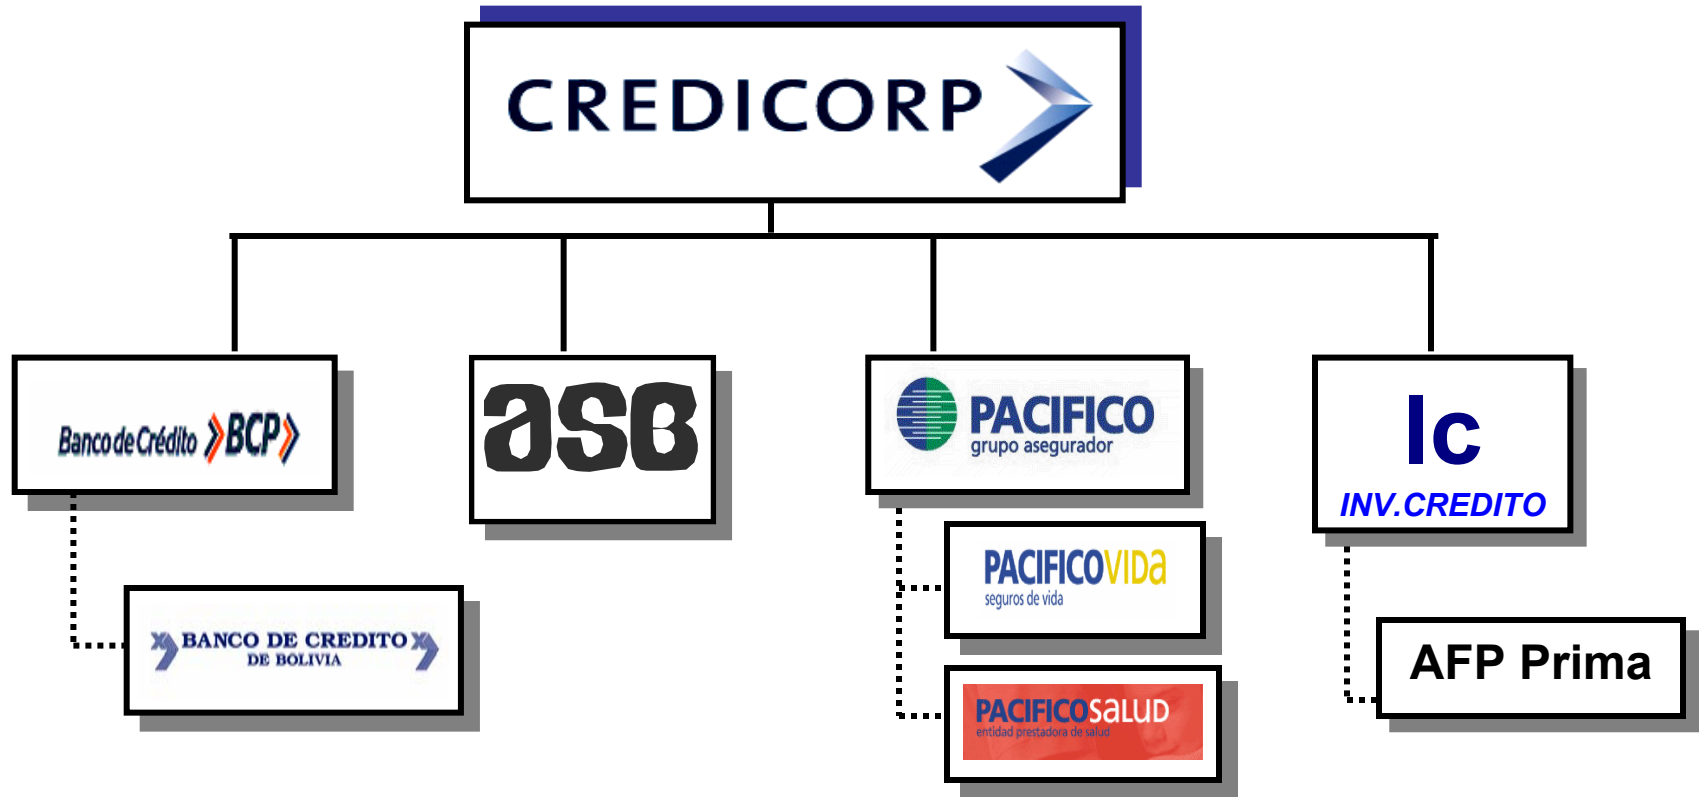 CREDICORP
Banco de Crédito BCP
asB
PACIFICO
grupo asegurador
Ic
INV.CREDITO
PACIFICOVIDa
seguros de vida
BANCO DE CREDITO
DE BOLIVIA
AFP Prima
PACIFICOSaLUD
entidad prestadora de salud